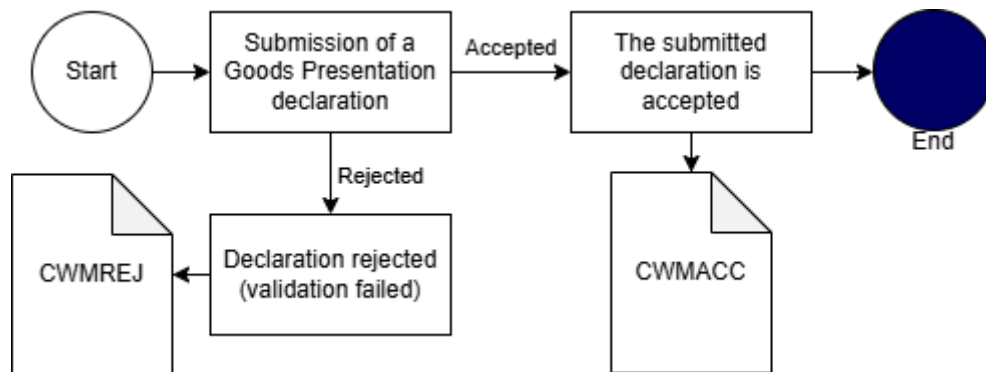 Start
Submission of a
Goods Presentation
declaration
Accepted
The submitted
declaration is
accepted
End
Rejected
CWMREJ
Declaration rejected
(validation failed)
CWMACC